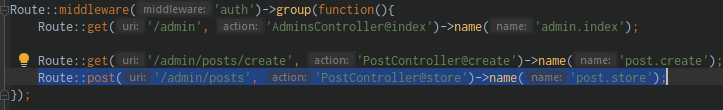 Route::middleware( middleware: 'auth')->group(function(){
Route::get( uri: '/admin', action: 'AdminsController@index')->name( name: 'admin.index');
Route::get( uri: '/admin/posts/create', action: 'PostController@create')->name( name: 'post.create');
Route::post( uri: '/admin/posts', action: 'PostController@store')->name( name: 'post.store');
});